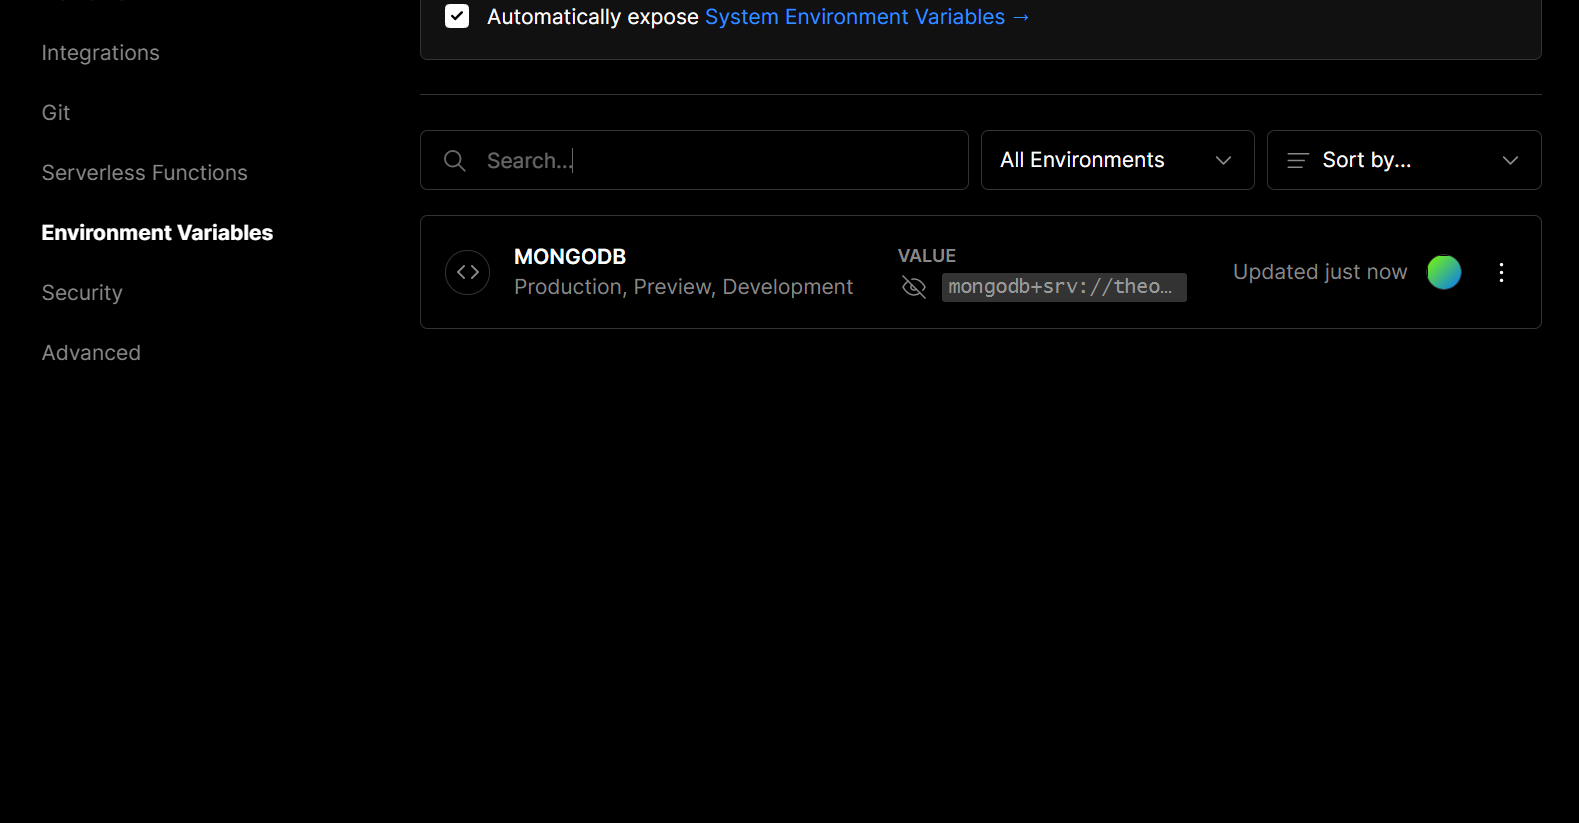 Automatically expose System Environment Variables →
Integrations
Git
Serverless Functions
Environment Variables
Security
Advanced
Search...
All Environments
Sort by...
MONGODB
Production, Preview, Development
VALUE
mongodb+srv://theo...
Updated just now